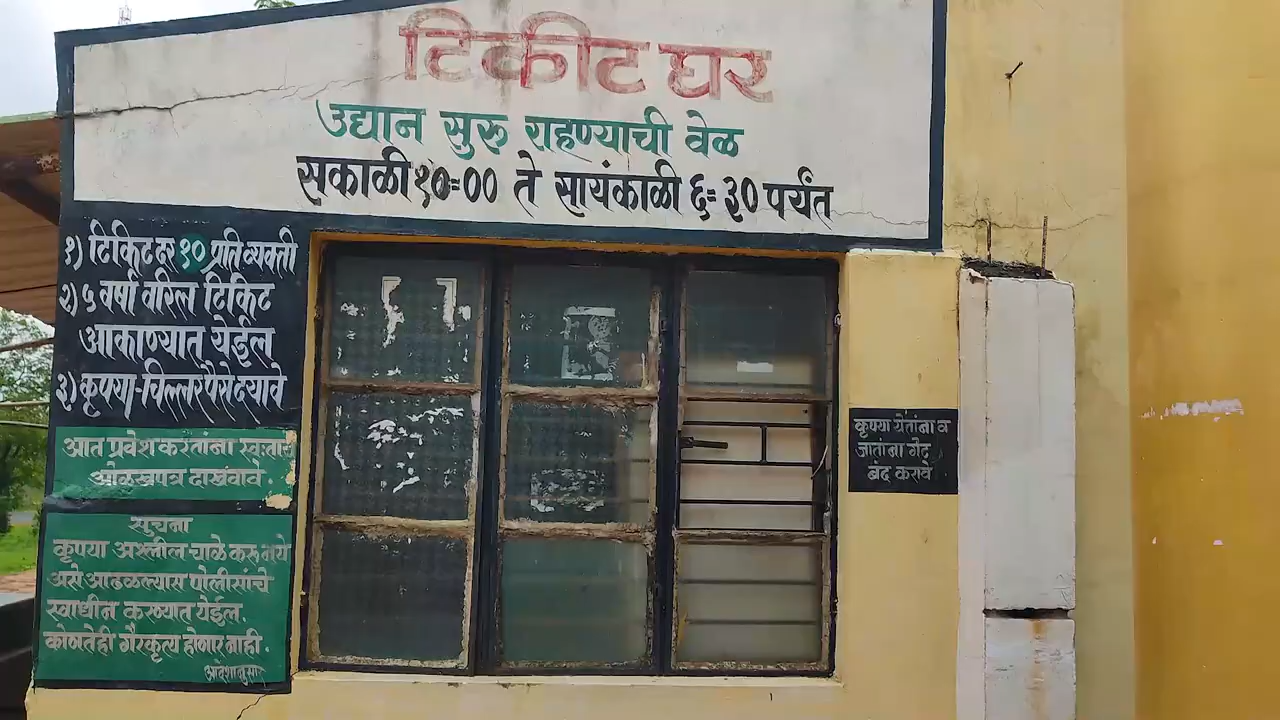 टिकीट घर
उद्यान सुरू राहण्याची वेळ
सकाळी १०=०० ते सायंकाळी ६=३० पर्यंत
१) टिकिट दर १० प्रति व्यक्ती
२) ५ वर्षा वरिल टिकिट
आकाण्यात येईल
३) कृपया-चिल्लर पैसे दयावे
आत प्रवेश करतांना स्वतःल
ओळखपत्र दाखंवावे.
सूचना
कृपया अश्लील चाळे करू नये
असे आढळल्यास पोलीसांचे
स्वाधीन करण्यात येईल.
कोणतेही गैरकृत्य होणार नाही.
आदेशानुसार
कृपया येतांना व
जातांना गेट
बंद करावे